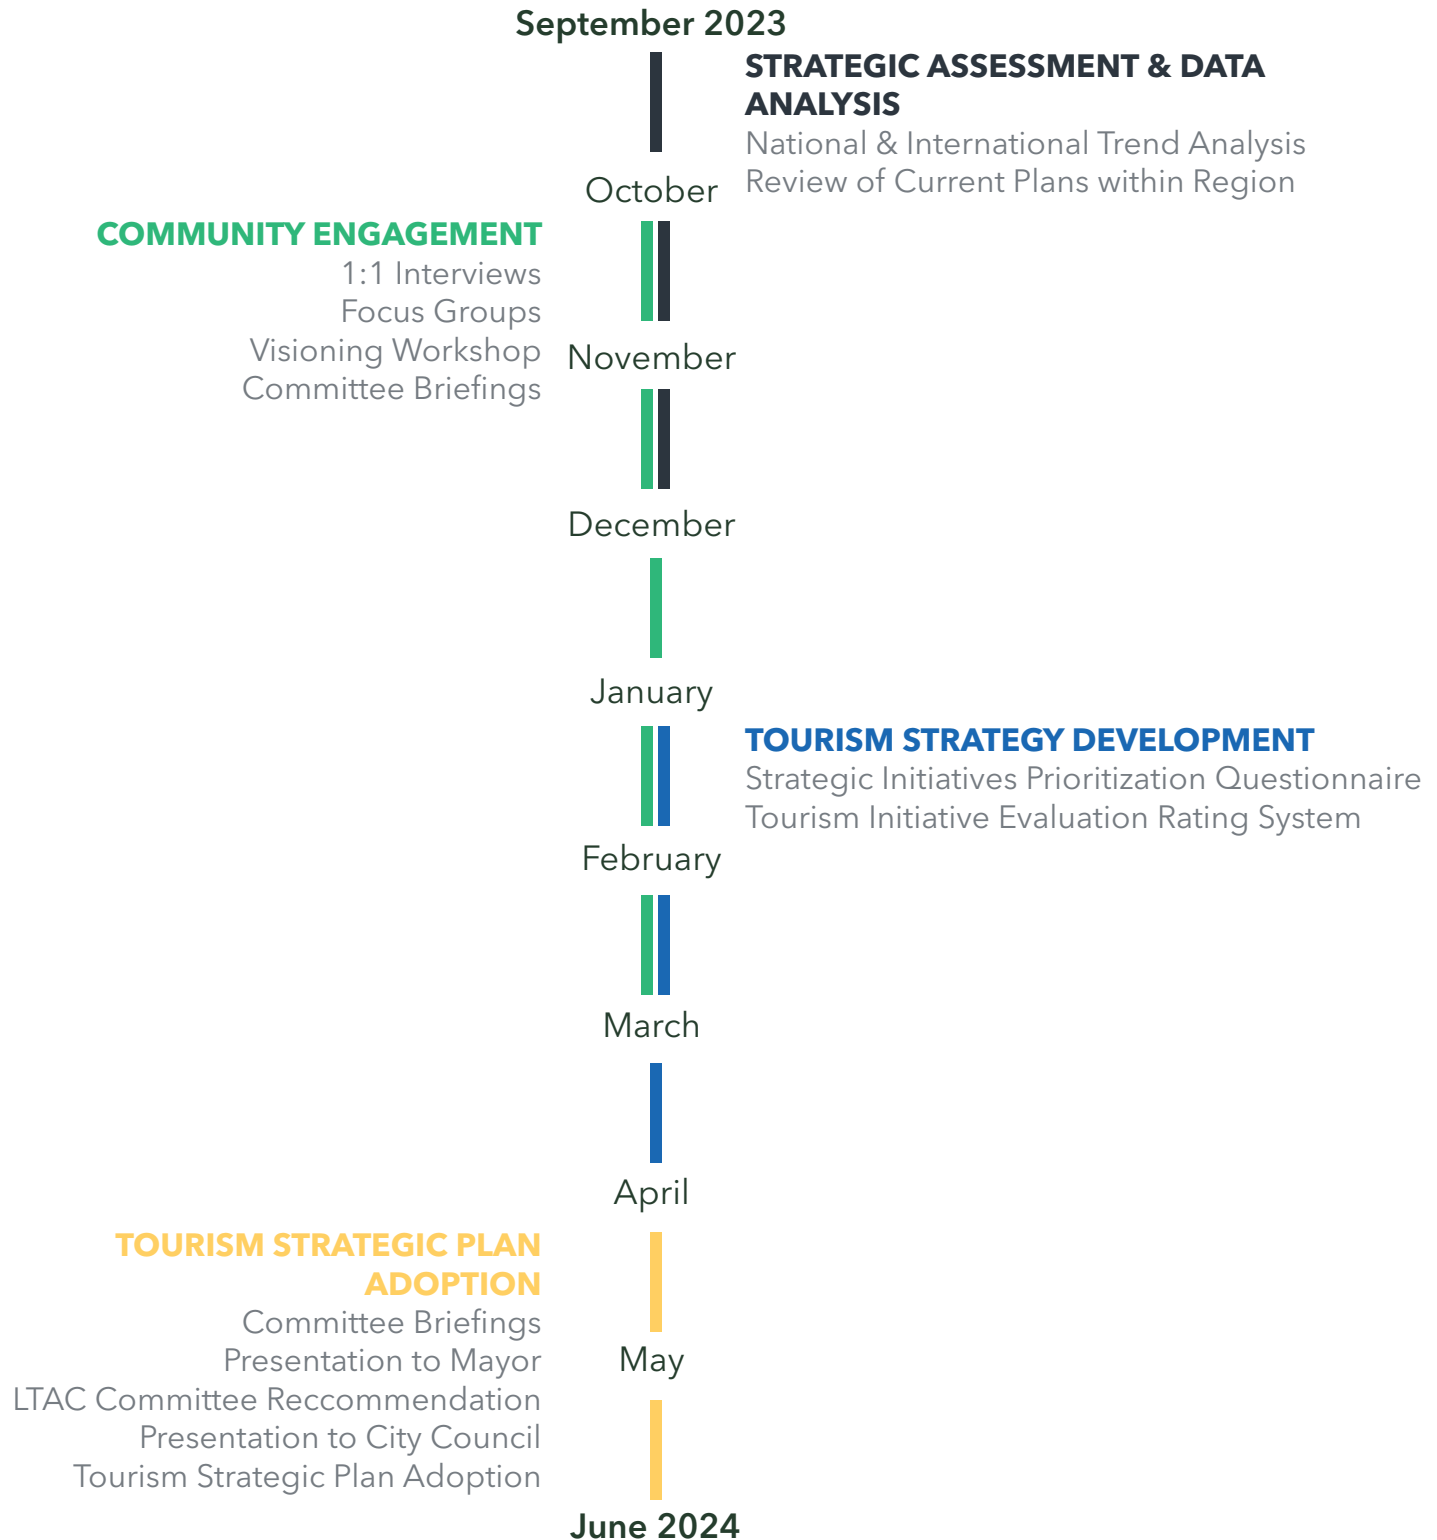 September 2023
STRATEGIC ASSESSMENT & DATA
ANALYSIS
National & International Trend Analysis
Review of Current Plans within Region
October
COMMUNITY ENGAGEMENT
1:1 Interviews
Focus Groups
Visioning Workshop
Committee Briefings
November
December
January
TOURISM STRATEGY DEVELOPMENT
Strategic Initiatives Prioritization Questionnaire
Tourism Initiative Evaluation Rating System
February
March
April
TOURISM STRATEGIC PLAN
ADOPTION
Committee Briefings
Presentation to Mayor
LTAC Committee Reccommendation
Presentation to City Council
Tourism Strategic Plan Adoption
May
June 2024